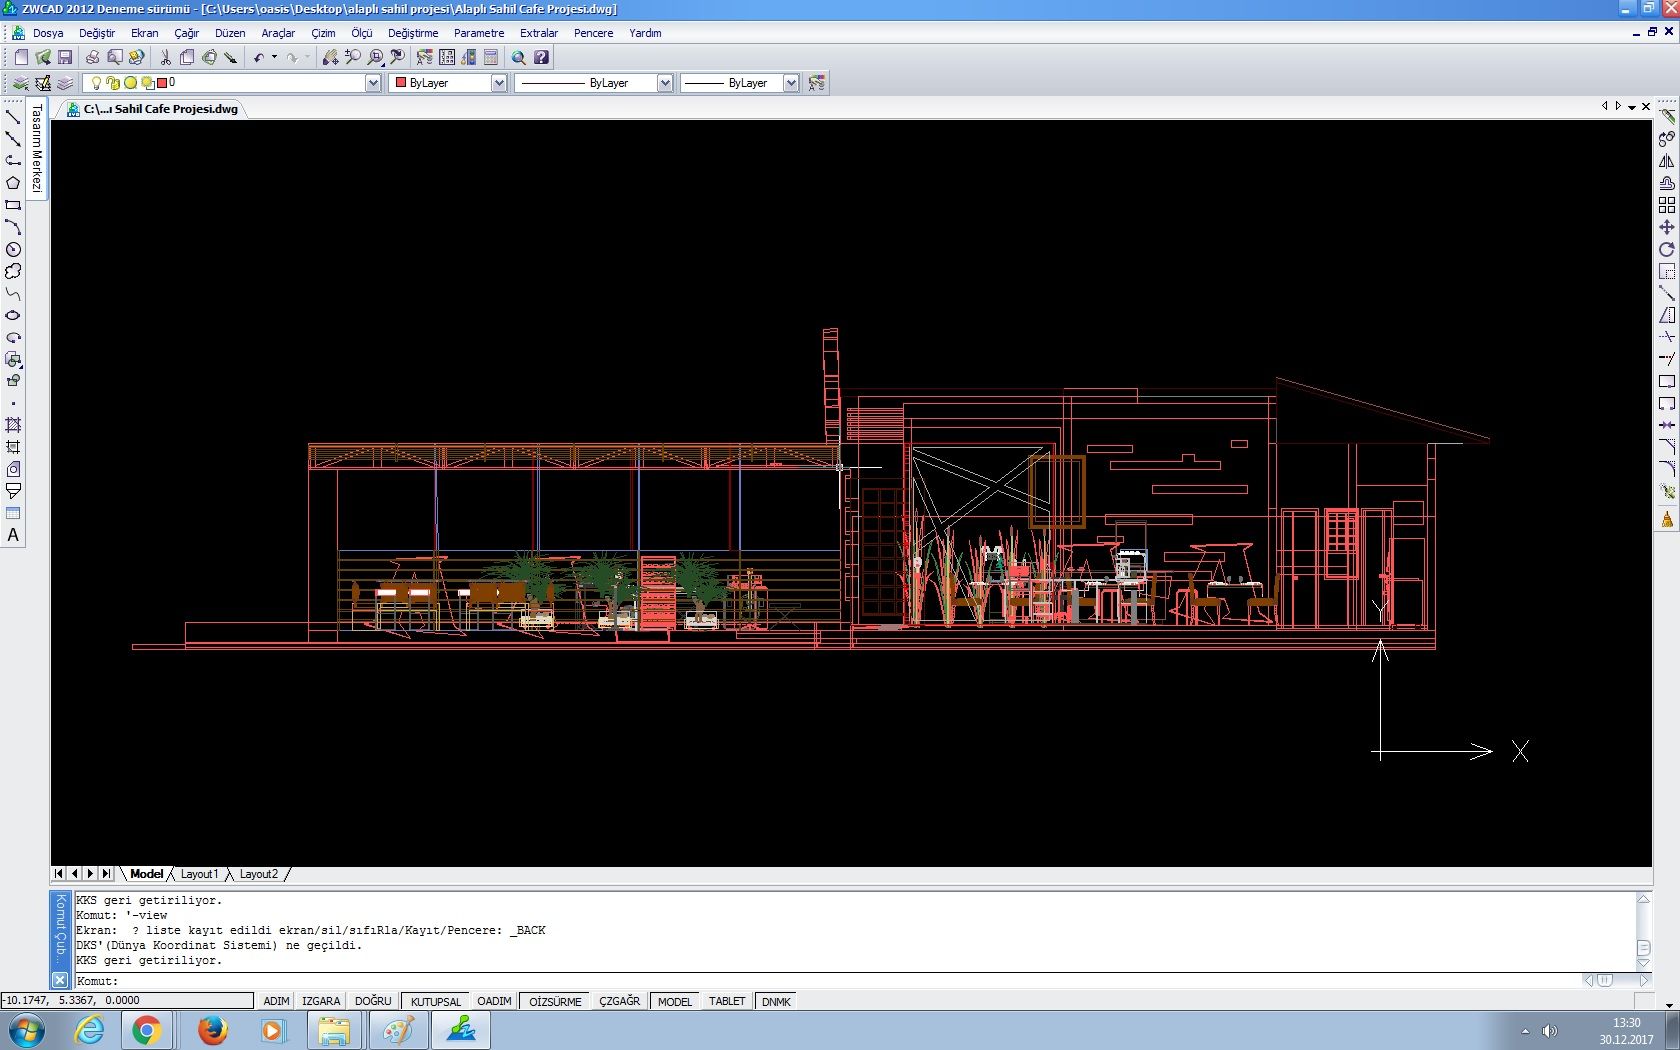 ZWCAD 2012 Deneme sürümü - [C:\Users\oasis\Desktop\alaplı sahil projesi\Alaplı Sahil Cafe Projesi.dwg]
Dosya Değiştir Ekran Çağır Düzen Araçlar Çizim Ölçü Değiştirme Parametre Extralar Pencere Yardım
0 ByLayer ByLayer ByLayer
C:\...ı Sahil Cafe Projesi.dwg
Tasarım Merkezi
A
Y
X
Model Layout1 Layout2
Komut Çub...
KKS geri getiriliyor.
Komut: '-view
Ekran:  ? liste kayıt edildi ekran/sil/sıfıRla/Kayıt/Pencere: _BACK
DKS'(Dünya Koordinat Sistemi) ne geçildi.
KKS geri getiriliyor.
Komut:
-10.1747, 5.3367, 0.0000 ADIM IZGARA DOĞRU KUTUPSAL OADIM OİZSÜRME ÇZGAĞR MODEL TABLET DNMK
13:30
30.12.2017